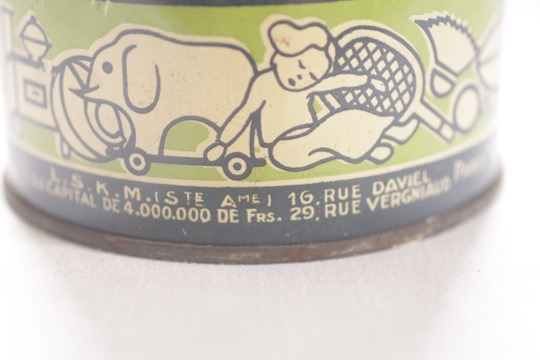 L.S.K.M. (STE AME) 16, RUE DAVIEL
AU CAPITAL DE 4.000.000 DE FRS. 29, RUE VERGNIAUD PARIS